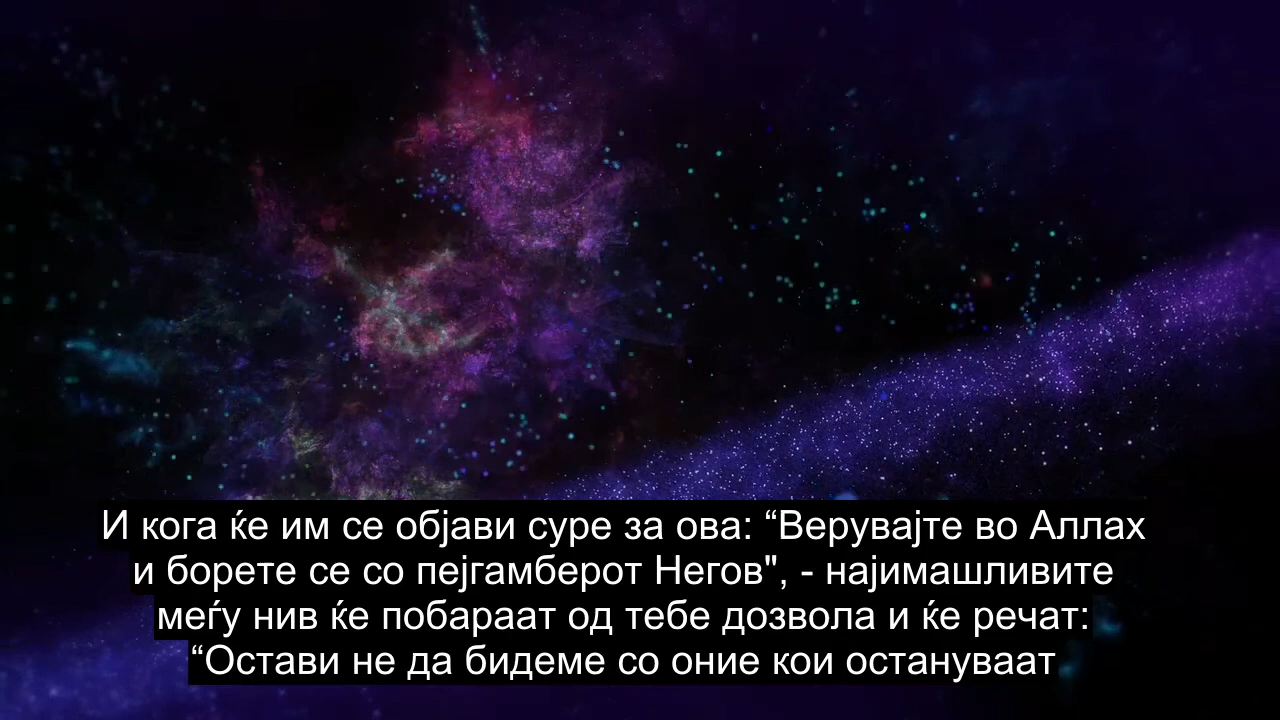 И кога ќе им се објави суре за ова: “Верувајте во Аллах
и борете се со пејгамберот Негов", - најимашливите
меѓу нив ќе побараат од тебе дозвола и ќе речат:
“Остави не да бидеме со оние кои остануваат